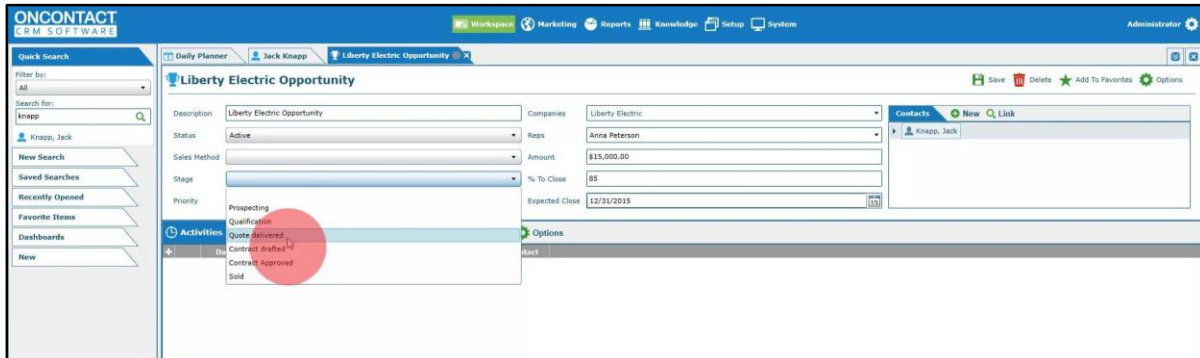 ONCONTACT
CRM SOFTWARE
Workspace Marketing Reports Knowledge Setup System
Administrator
Quick Search
Filter by:
All
Search for:
knapp
Knapp, Jack
New Search
Saved Searches
Recently Opened
Favorite Items
Dashboards
New
Daily Planner Jack Knapp Liberty Electric Opportunity X
Liberty Electric Opportunity
Save Delete Add To Favorites Options
Description Liberty Electric Opportunity
Status Active
Sales Method
Stage
Priority
Prospecting
Qualification
Quote delivered
Contract drafted
Contract Approved
Sold
Companies Liberty Electric
Reps Anna Peterson
Amount $15,000.00
% To Close 85
Expected Close 12/31/2015 15
Contacts New Link
Knapp, Jack
Activities Options